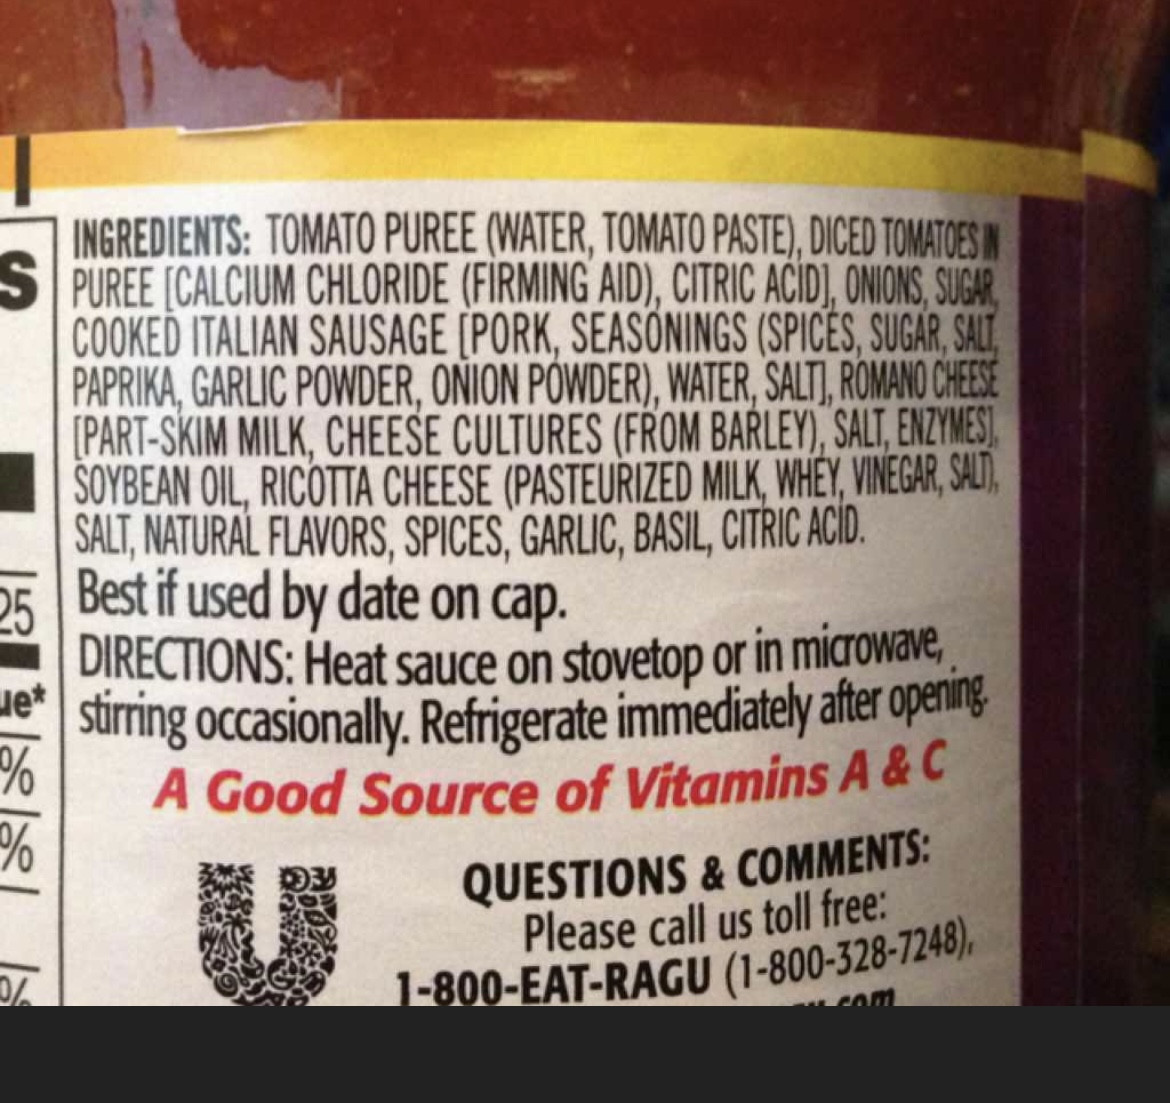 INGREDIENTS: TOMATO PUREE (WATER, TOMATO PASTE), DICED TOMATOES IN
PUREE [CALCIUM CHLORIDE (FIRMING AID), CITRIC ACID], ONIONS, SUGAR,
COOKED ITALIAN SAUSAGE [PORK, SEASONINGS (SPICES, SUGAR, SALT,
PAPRIKA, GARLIC POWDER, ONION POWDER), WATER, SALT], ROMANO CHEESE
[PART-SKIM MILK, CHEESE CULTURES (FROM BARLEY), SALT, ENZYMES],
SOYBEAN OIL, RICOTTA CHEESE (PASTEURIZED MILK, WHEY, VINEGAR, SALT),
SALT, NATURAL FLAVORS, SPICES, GARLIC, BASIL, CITRIC ACID.
Best if used by date on cap.
DIRECTIONS: Heat sauce on stovetop or in microwave,
stirring occasionally. Refrigerate immediately after opening.
A Good Source of Vitamins A & C
QUESTIONS & COMMENTS:
Please call us toll free:
1-800-EAT-RAGU (1-800-328-7248),
S
25
ue*
%
%
%